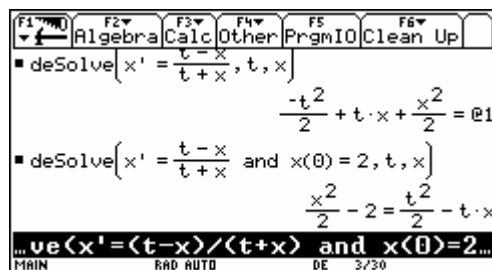 F1 F2 F3 F4 F5 F6
Algebra Calc Other PrgmIO Clean Up
▪ deSolve(x' = (t - x)/(t + x), t, x)
-t²/2 + t·x + x²/2 = @1
▪ deSolve(x' = (t - x)/(t + x) and x(0) = 2, t, x)
x²/2 - 2 = t²/2 - t·x
…ve(x'=(t-x)/(t+x) and x(0)=2…
MAIN RAD AUTO DE 3/30